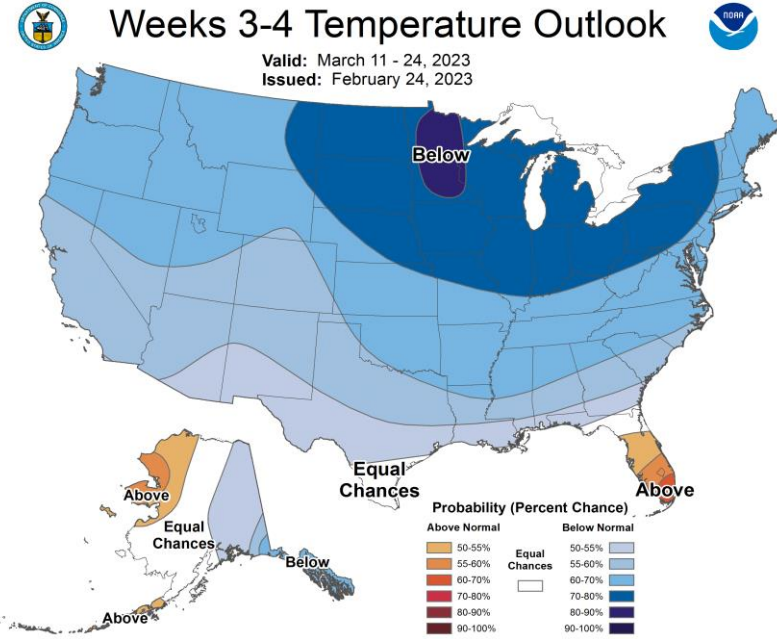 Weeks 3-4 Temperature Outlook
NOAA
Valid: March 11 - 24, 2023
Issued: February 24, 2023
Below
Above
Equal
Chances
Equal
Chances
Above
Below
Above
Probability (Percent Chance)
Above Normal
Equal
Chances
Below Normal
50-55%
55-60%
60-70%
70-80%
80-90%
90-100%
50-55%
55-60%
60-70%
70-80%
80-90%
90-100%